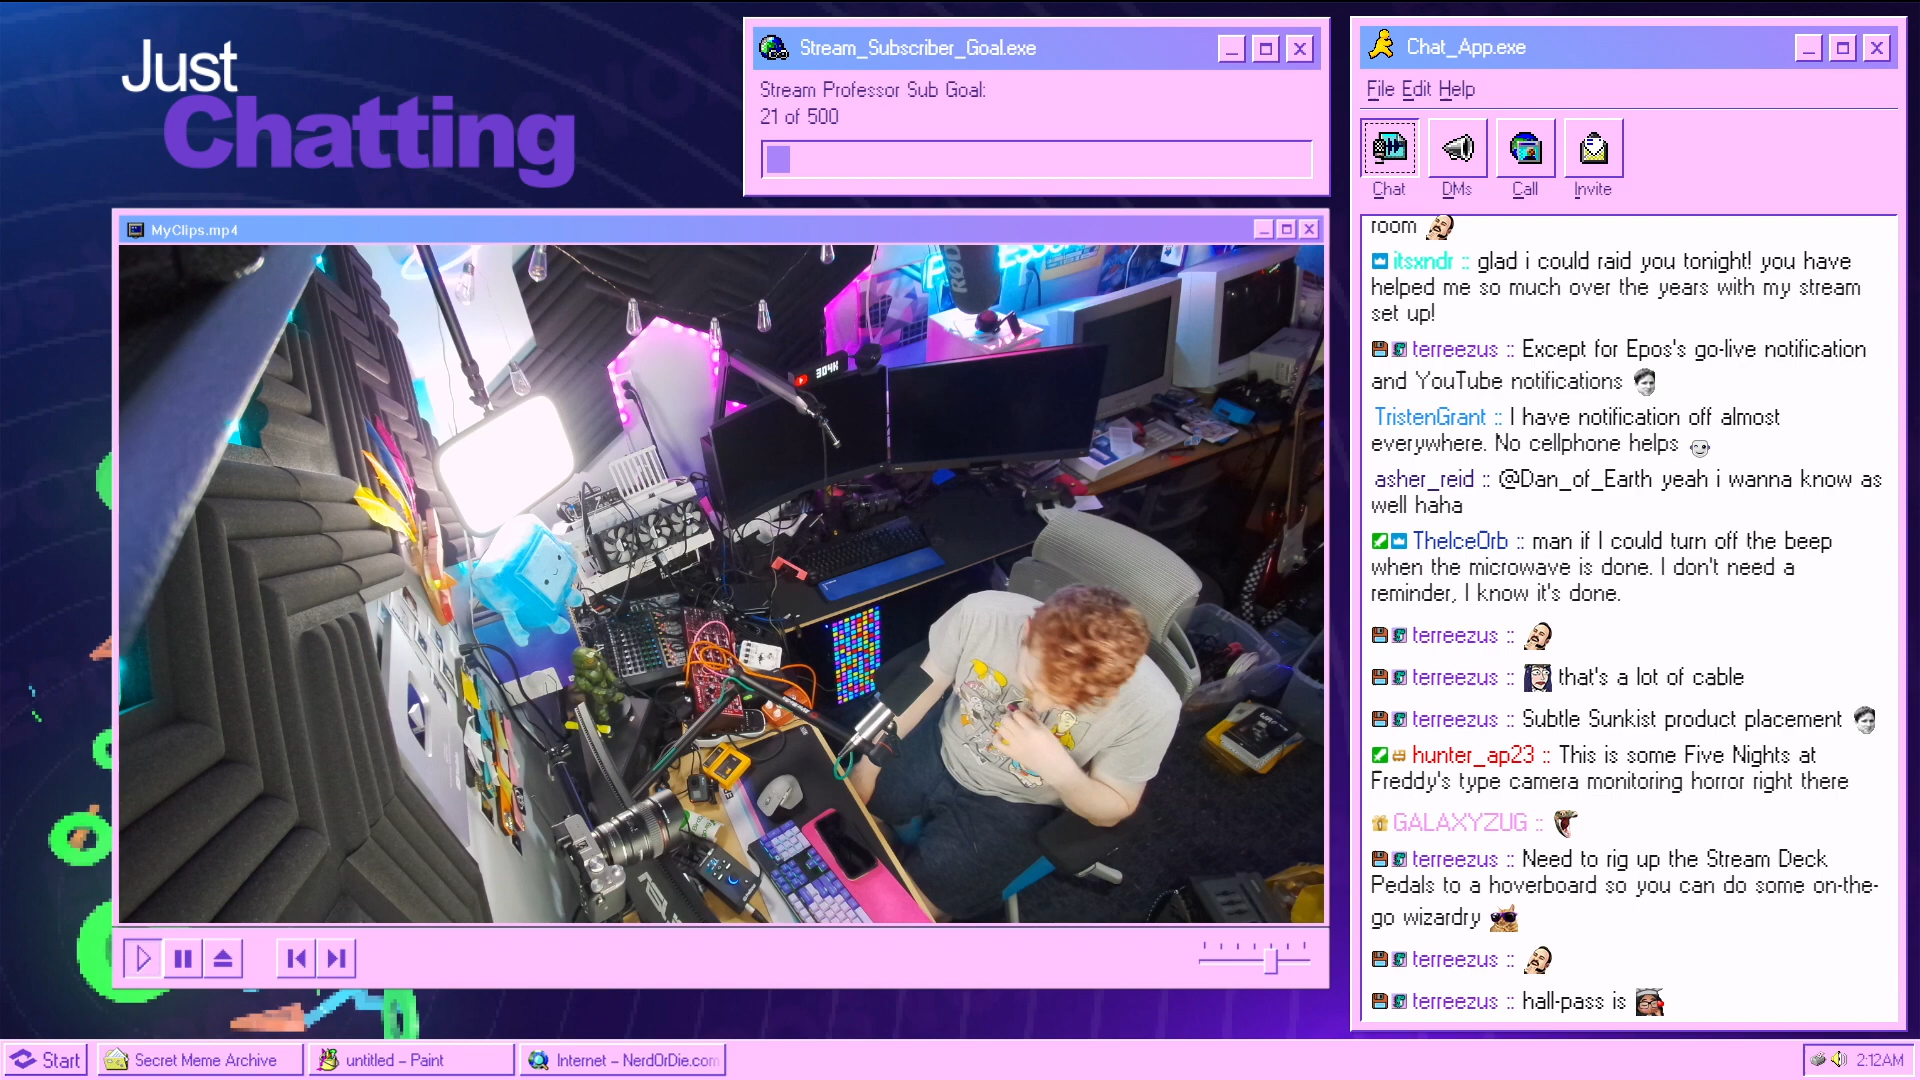 Just
Chatting
Stream_Subscriber_Goal.exe
Stream Professor Sub Goal:
21 of 500
MyClips.mp4
RØDE
304K
Chat_App.exe
File Edit Help
Chat DMs Call Invite
room
itsxndr :: glad i could raid you tonight! you have
helped me so much over the years with my stream
set up!
terreezus :: Except for Epos's go-live notification
and YouTube notifications
TristenGrant :: I have notification off almost
everywhere. No cellphone helps
asher_reid :: @Dan_of_Earth yeah i wanna know as
well haha
TheIceOrb :: man if I could turn off the beep
when the microwave is done. I don't need a
reminder, I know it's done.
terreezus ::
terreezus :: that's a lot of cable
terreezus :: Subtle Sunkist product placement
hunter_ap23 :: This is some Five Nights at
Freddy's type camera monitoring horror right there
GALAXYZUG ::
terreezus :: Need to rig up the Stream Deck
Pedals to a hoverboard so you can do some on-the-
go wizardry
terreezus ::
terreezus :: hall-pass is
Start
Secret Meme Archive
untitled - Paint
Internet - NerdOrDie.com
2:12AM